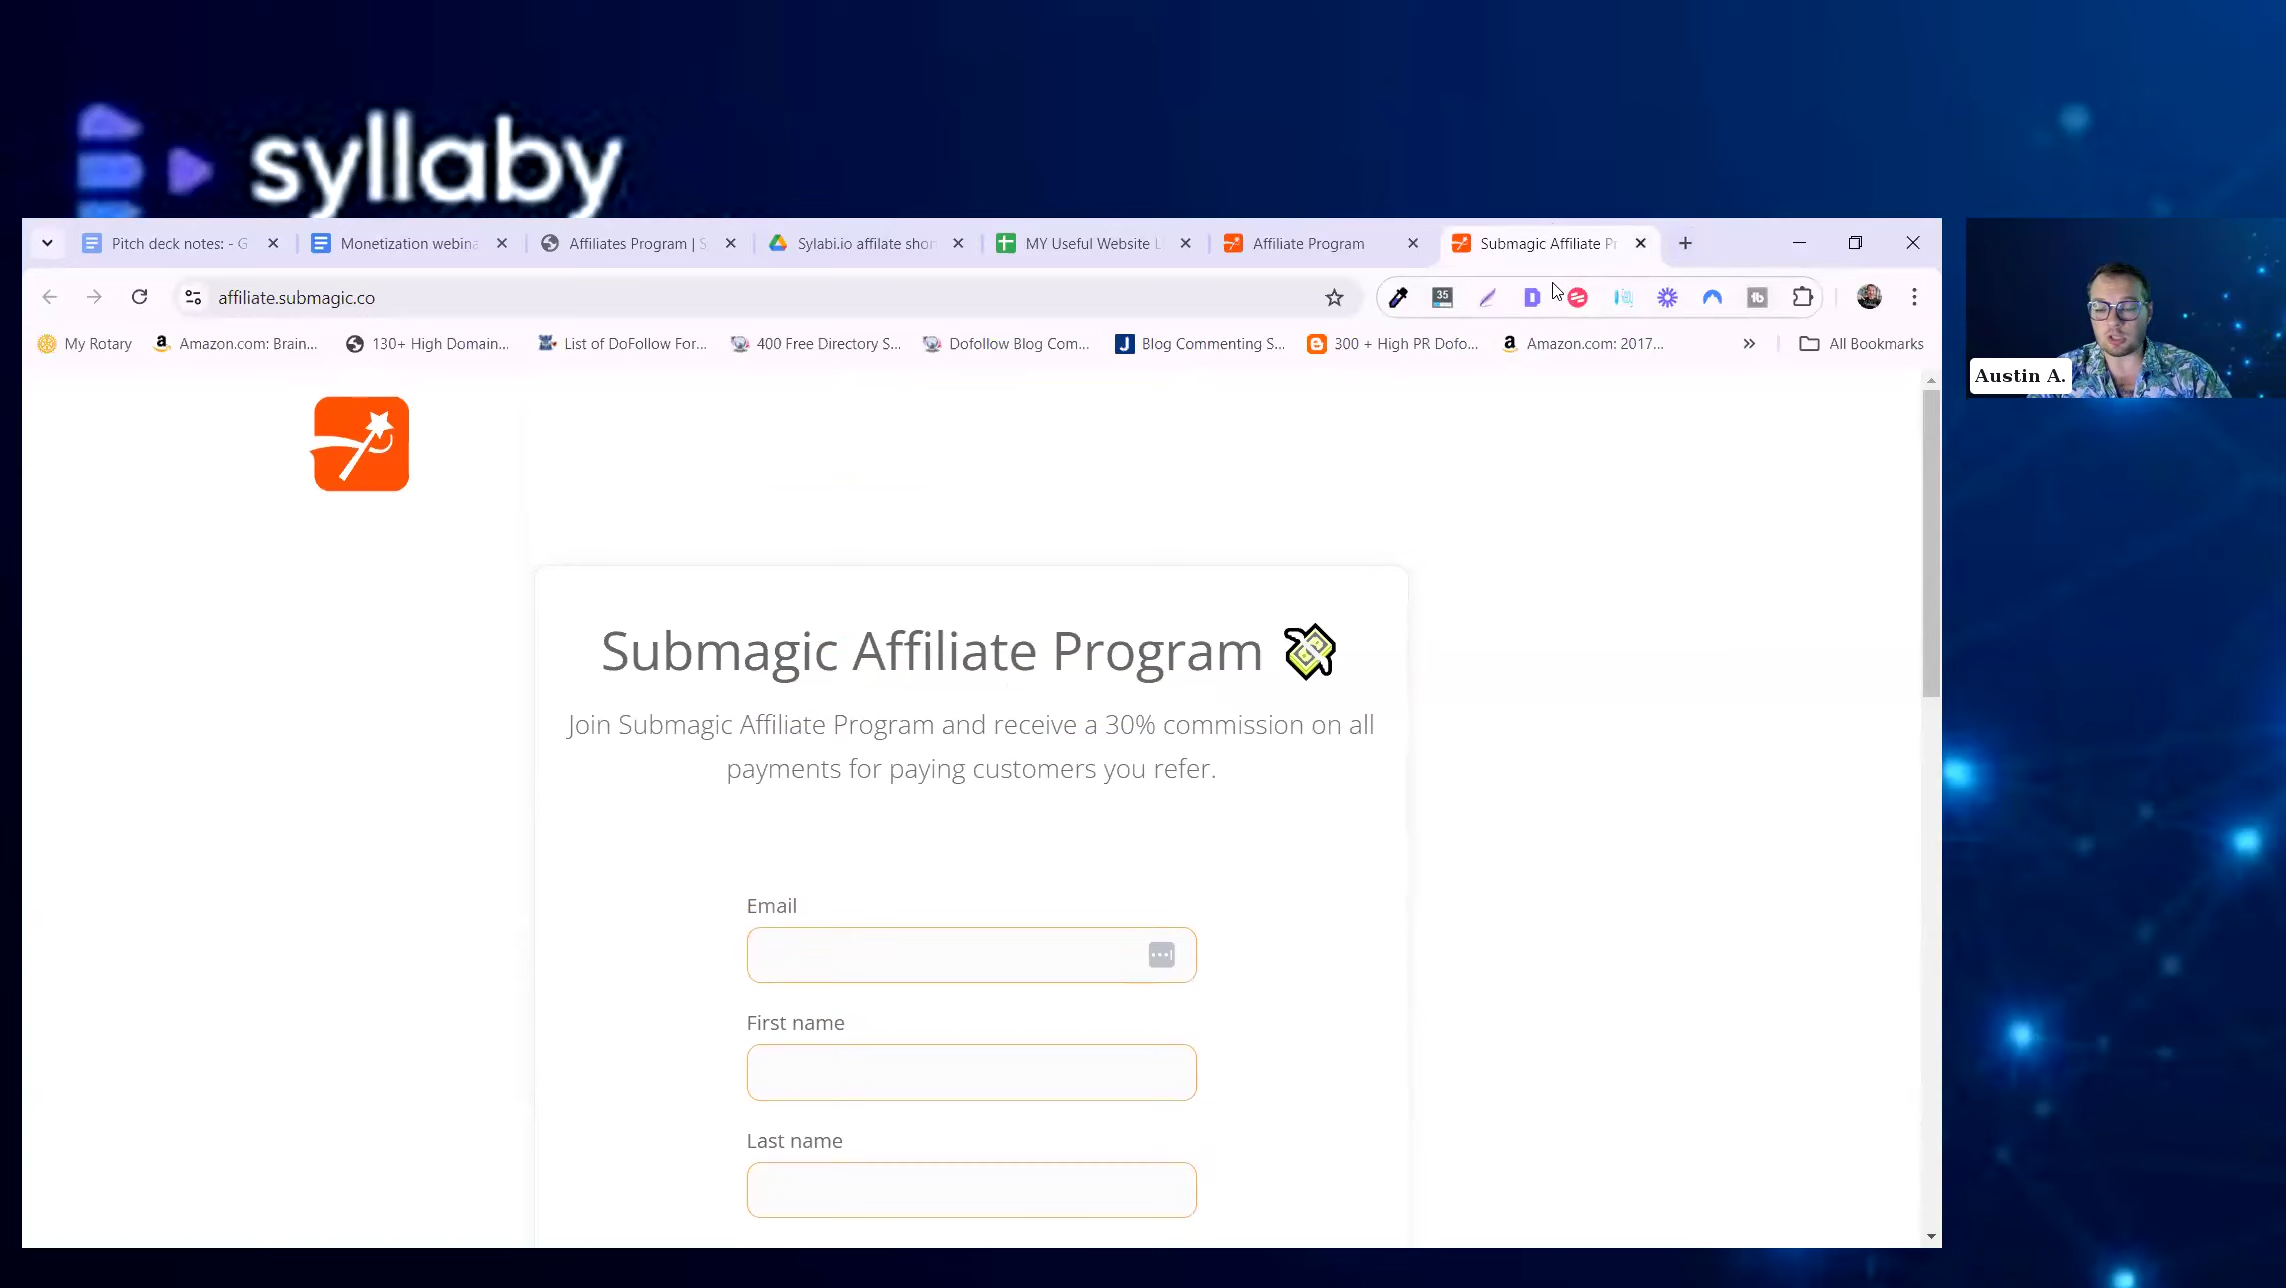 syllaby
Pitch deck notes: - G
Monetization webina
Affiliates Program | S
Sylabi.io affilate shor
MY Useful Website L
Affiliate Program
Submagic Affiliate Pr
affiliate.submagic.co
35
D
tb
My Rotary
Amazon.com: Brain...
130+ High Domain...
List of DoFollow For...
400 Free Directory S...
Dofollow Blog Com...
J
Blog Commenting S...
300 + High PR Dofo...
Amazon.com: 2017...
All Bookmarks
Austin A.
Submagic Affiliate Program
Join Submagic Affiliate Program and receive a 30% commission on all
payments for paying customers you refer.
Email
First name
Last name